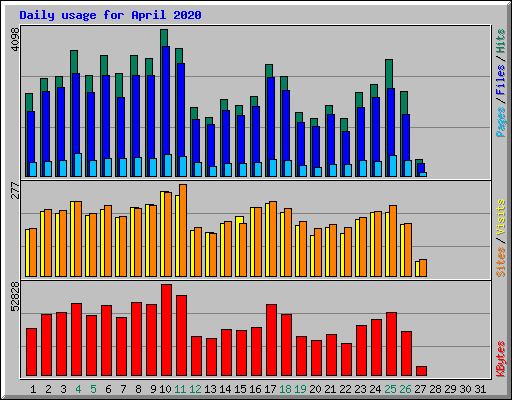 Daily usage for April 2020
4098
Pages / Files / Hits
277
Sites / Visits
52828
KBytes
1 2 3 4 5 6 7 8 9 10 11 12 13 14 15 16 17 18 19 20 21 22 23 24 25 26 27 28 29 30 31